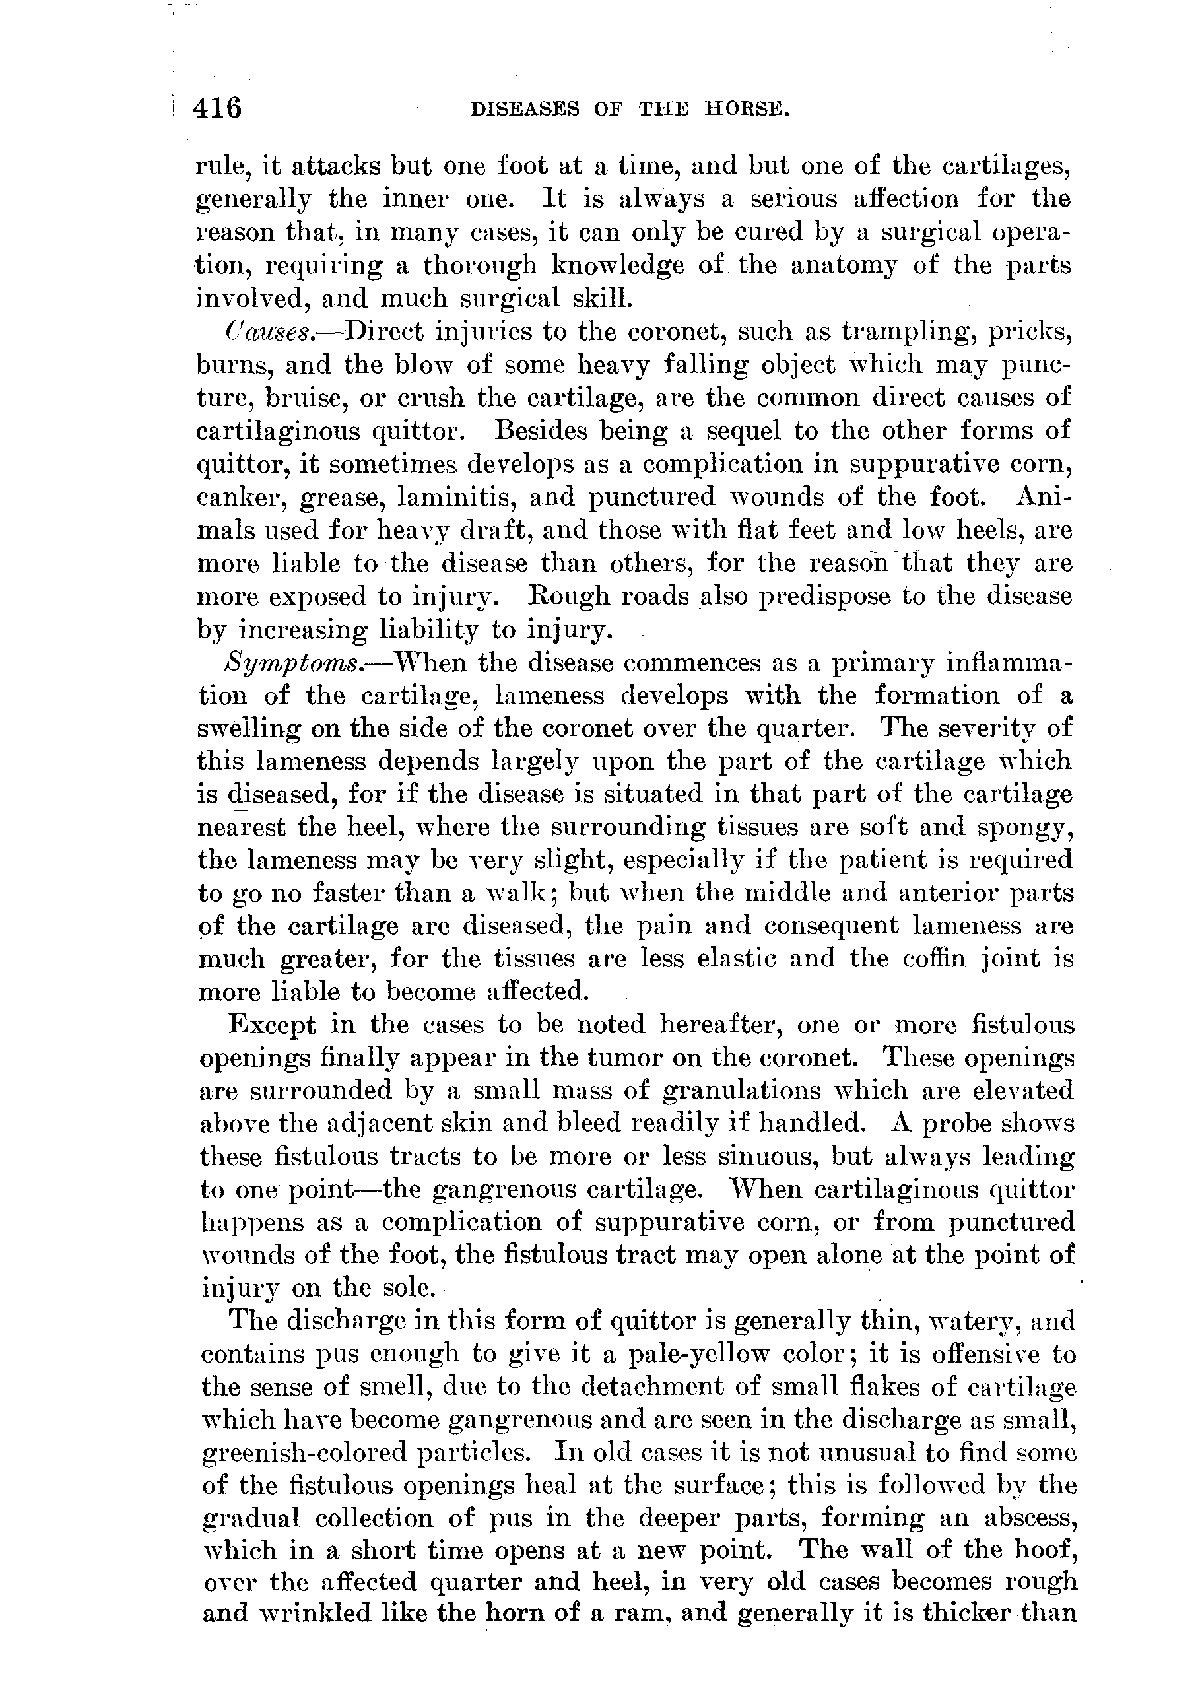 416 DISEASES OF THE HORSE.
rule, it attacks but one foot at a time, and but one of the cartilages,
generally the inner one. It is always a serious affection for the
reason that, in many cases, it can only be cured by a surgical opera-
tion, requiring a thorough knowledge of the anatomy of the parts
involved, and much surgical skill.
Causes.—Direct injuries to the coronet, such as trampling, pricks,
burns, and the blow of some heavy falling object which may punc-
ture, bruise, or crush the cartilage, are the common direct causes of
cartilaginous quittor. Besides being a sequel to the other forms of
quittor, it sometimes develops as a complication in suppurative corn,
canker, grease, laminitis, and punctured wounds of the foot. Ani-
mals used for heavy draft, and those with flat feet and low heels, are
more liable to the disease than others, for the reason that they are
more exposed to injury. Rough roads also predispose to the disease
by increasing liability to injury.
Symptoms.—When the disease commences as a primary inflamma-
tion of the cartilage, lameness develops with the formation of a
swelling on the side of the coronet over the quarter. The severity of
this lameness depends largely upon the part of the cartilage which
is diseased, for if the disease is situated in that part of the cartilage
nearest the heel, where the surrounding tissues are soft and spongy,
the lameness may be very slight, especially if the patient is required
to go no faster than a walk; but when the middle and anterior parts
of the cartilage are diseased, the pain and consequent lameness are
much greater, for the tissues are less elastic and the coffin joint is
more liable to become affected.
Except in the cases to be noted hereafter, one or more fistulous
openings finally appear in the tumor on the coronet. These openings
are surrounded by a small mass of granulations which are elevated
above the adjacent skin and bleed readily if handled. A probe shows
these fistulous tracts to be more or less sinuous, but always leading
to one point—the gangrenous cartilage. When cartilaginous quittor
happens as a complication of suppurative corn, or from punctured
wounds of the foot, the fistulous tract may open alone at the point of
injury on the sole.
The discharge in this form of quittor is generally thin, watery, and
contains pus enough to give it a pale-yellow color; it is offensive to
the sense of smell, due to the detachment of small flakes of cartilage
which have become gangrenous and are seen in the discharge as small,
greenish-colored particles. In old cases it is not unusual to find some
of the fistulous openings heal at the surface; this is followed by the
gradual collection of pus in the deeper parts, forming an abscess,
which in a short time opens at a new point. The wall of the hoof,
over the affected quarter and heel, in very old cases becomes rough
and wrinkled like the horn of a ram, and generally it is thicker than